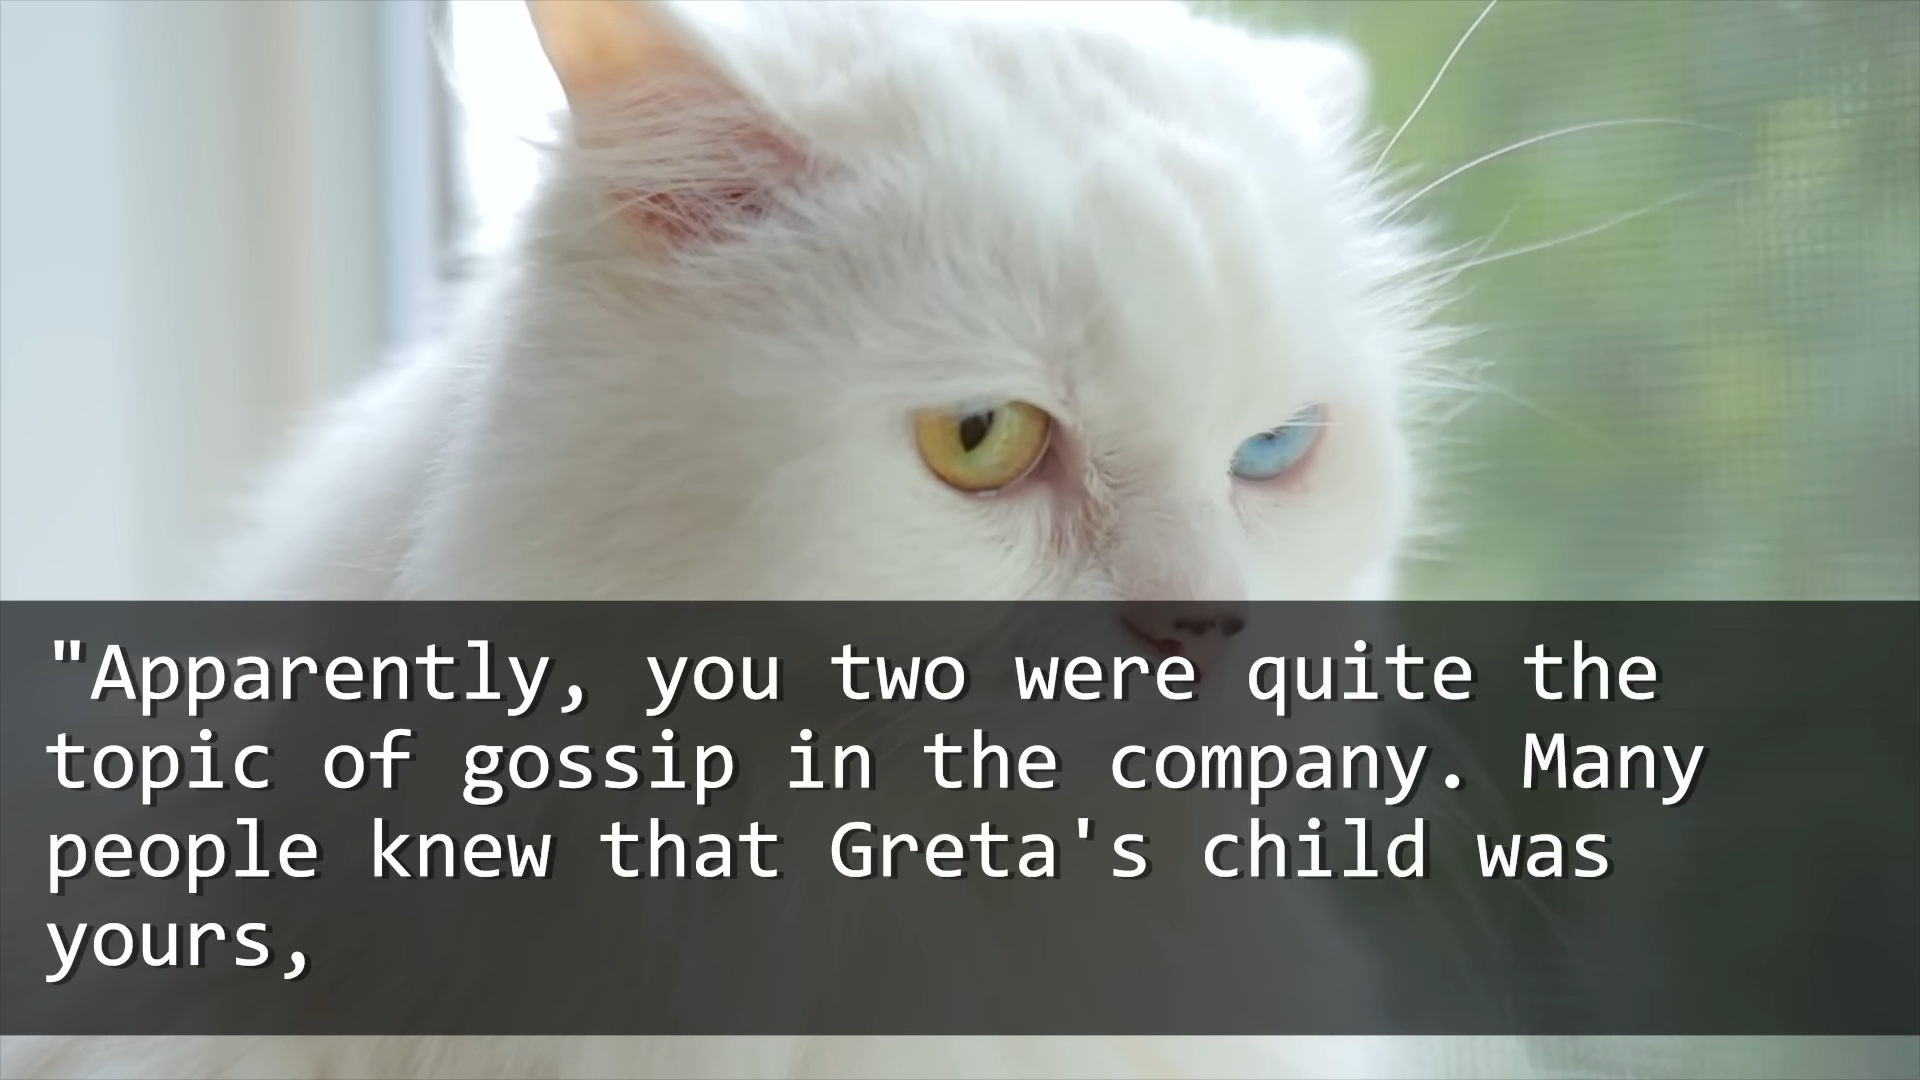 "Apparently, you two were quite the
topic of gossip in the company. Many
people knew that Greta's child was
yours,